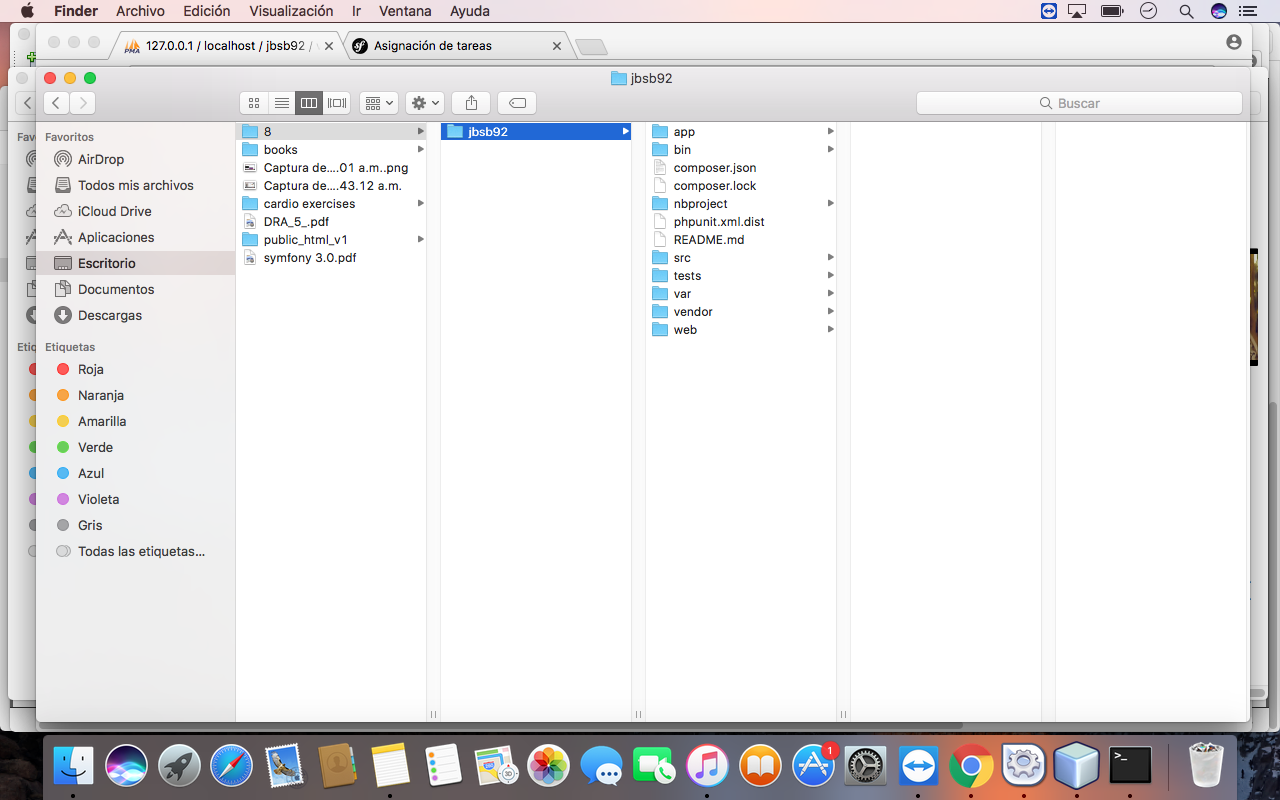 Finder Archivo Edición Visualización Ir Ventana Ayuda
PMA 127.0.0.1 / localhost / jbsb92 / Asignación de tareas
jbsb92
Buscar
Favoritos
AirDrop
Todos mis archivos
iCloud Drive
Aplicaciones
Escritorio
Documentos
Descargas
Etiquetas
Roja
Naranja
Amarilla
Verde
Azul
Violeta
Gris
Todas las etiquetas...
8
books
Captura de....01 a.m..png
Captura de....43.12 a.m.
cardio exercises
DRA_5_.pdf
public_html_v1
symfony 3.0.pdf
jbsb92
app
bin
composer.json
composer.lock
nbproject
phpunit.xml.dist
README.md
src
tests
var
vendor
web
Fav
Etiq
1